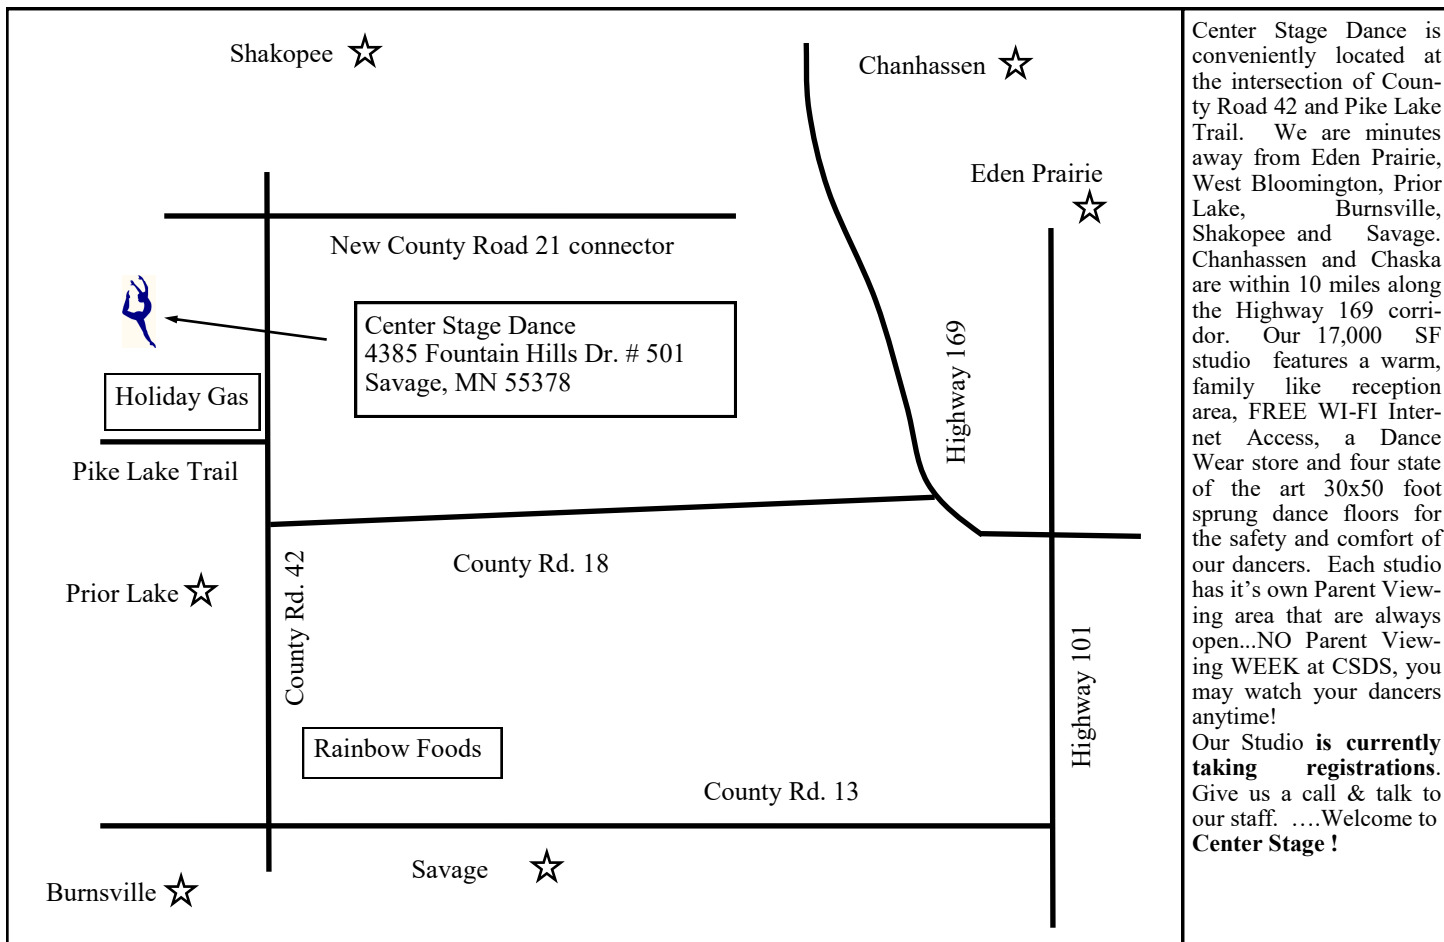 Shakopee
Chanhassen
Eden Prairie
New County Road 21 connector
Center Stage Dance
4385 Fountain Hills Dr. # 501
Savage, MN 55378
Highway 169
Holiday Gas
Pike Lake Trail
County Rd. 18
Prior Lake
County Rd. 42
Highway 101
Rainbow Foods
County Rd. 13
Savage
Burnsville
Center Stage Dance is
conveniently located at
the intersection of Coun-
ty Road 42 and Pike Lake
Trail. We are minutes
away from Eden Prairie,
West Bloomington, Prior
Lake, Burnsville,
Shakopee and Savage.
Chanhassen and Chaska
are within 10 miles along
the Highway 169 corri-
dor. Our 17,000 SF
studio features a warm,
family like reception
area, FREE WI-FI Inter-
net Access, a Dance
Wear store and four state
of the art 30x50 foot
sprung dance floors for
the safety and comfort of
our dancers. Each studio
has it's own Parent View-
ing area that are always
open...NO Parent View-
ing WEEK at CSDS, you
may watch your dancers
anytime!
Our Studio is currently
taking registrations.
Give us a call & talk to
our staff. ....Welcome to
Center Stage !